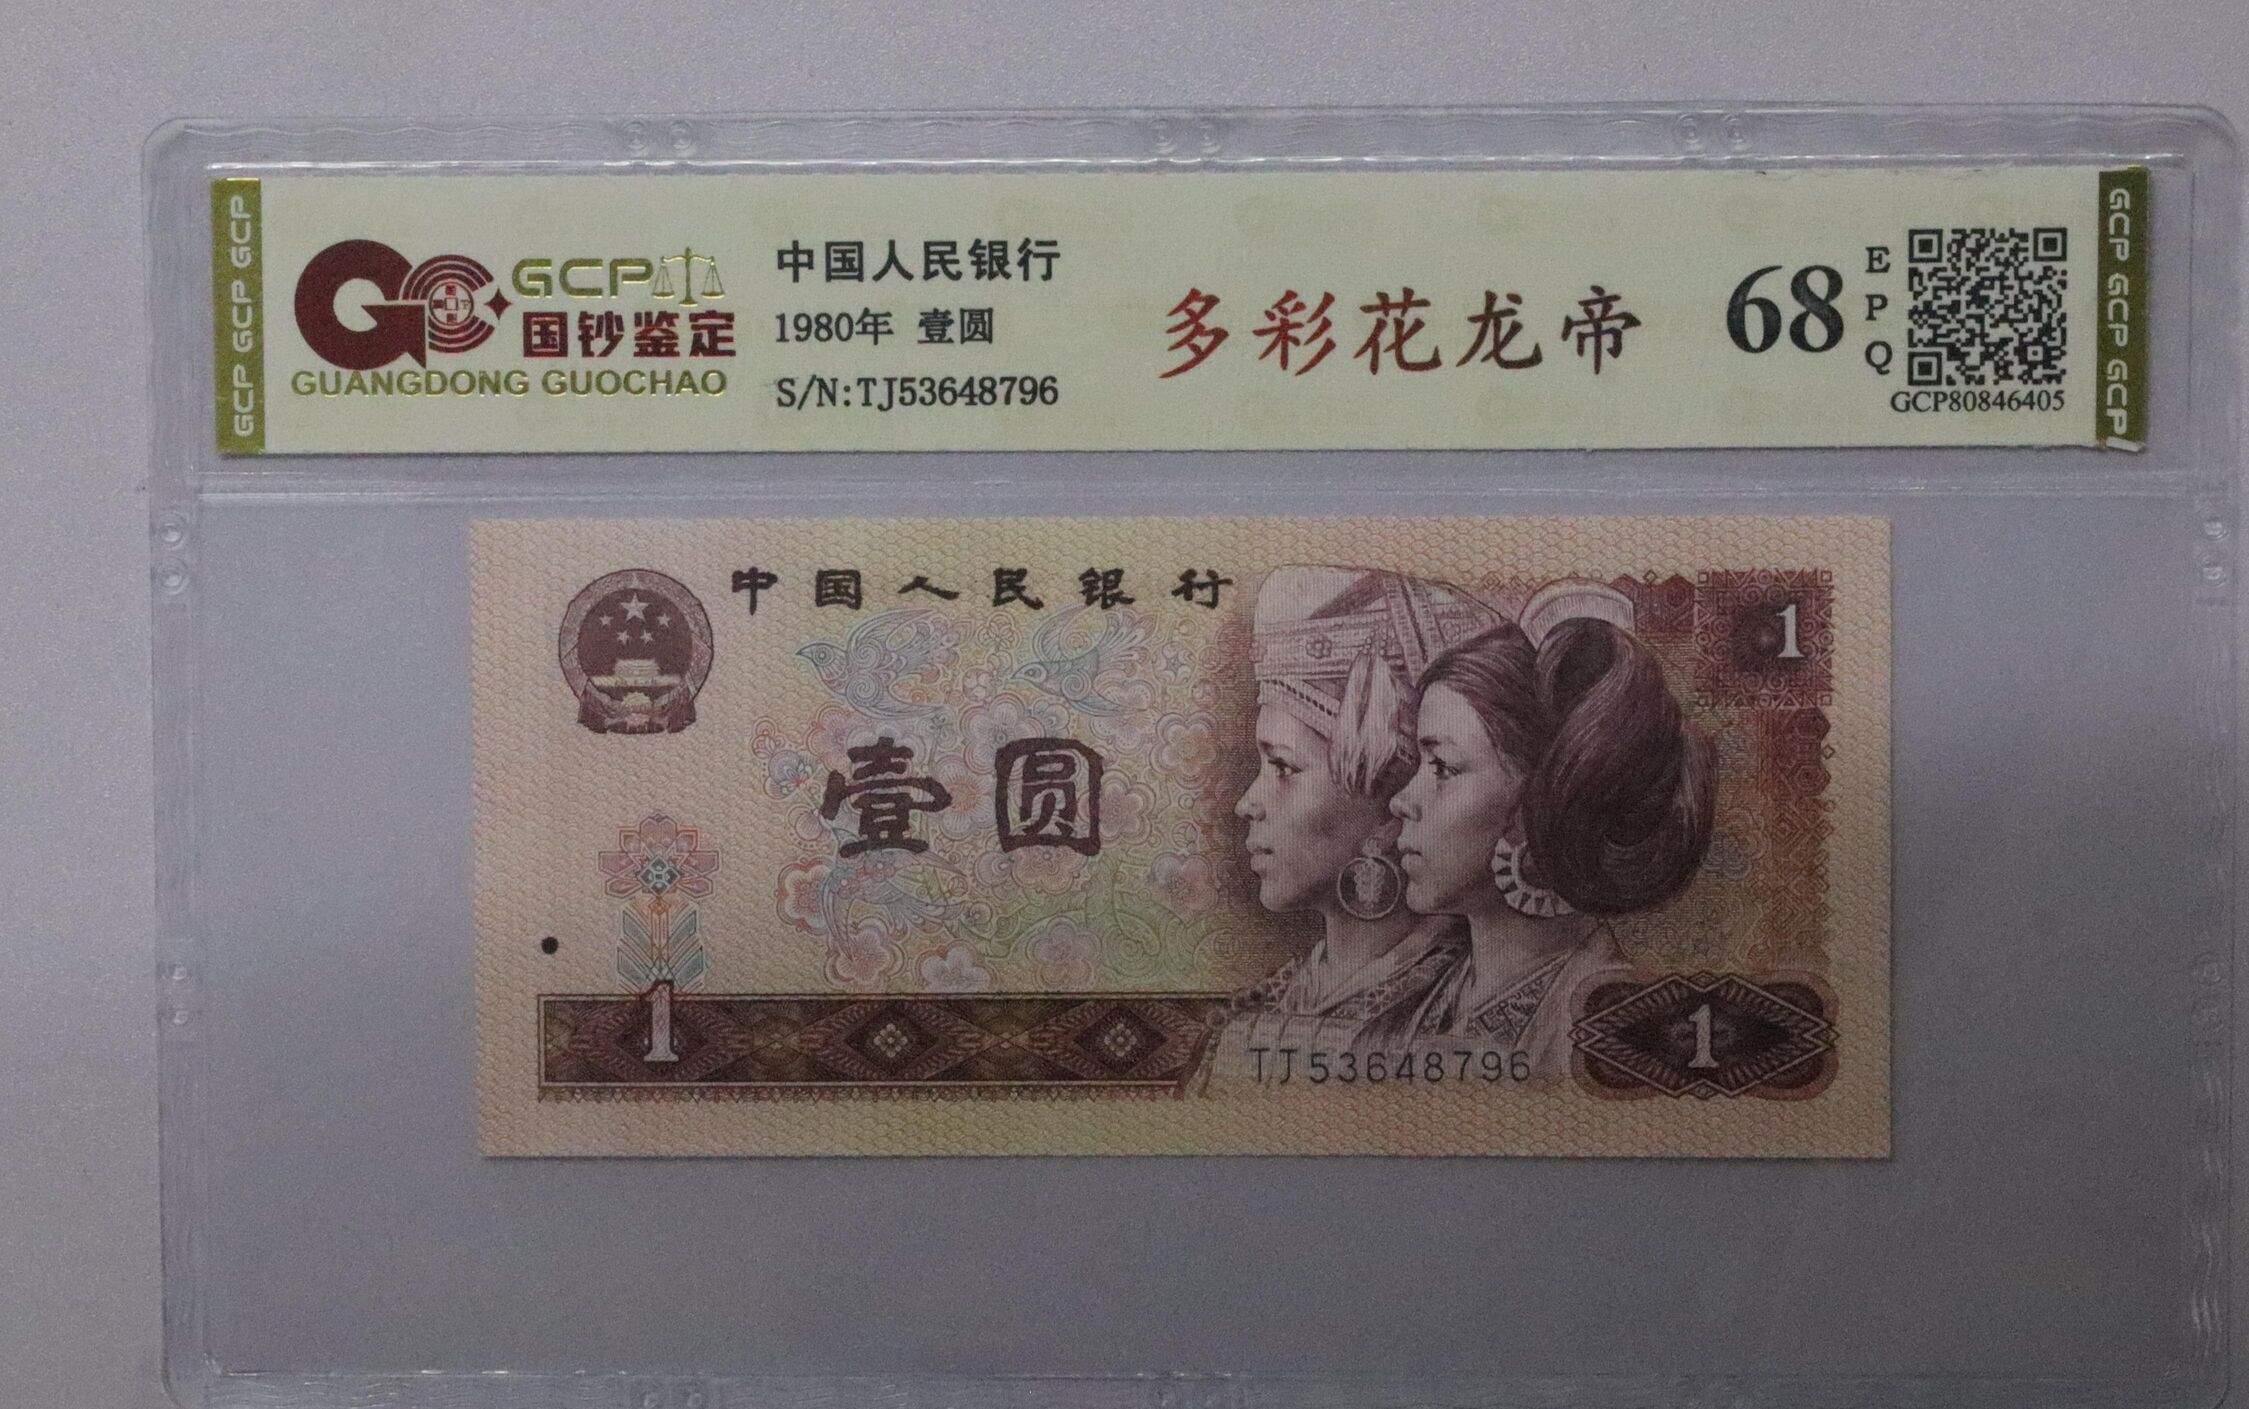 GCP GCP GCP
GCP
国钞鉴定
GUANGDONG GUOCHAO
中国人民银行
1980年 壹圆
S/N:TJ53648796
多彩花龙帝
68
E
P
Q
GCP80846405
GCP GCP GCP
中国人民银行
1
壹圆
1
1
TJ53648796